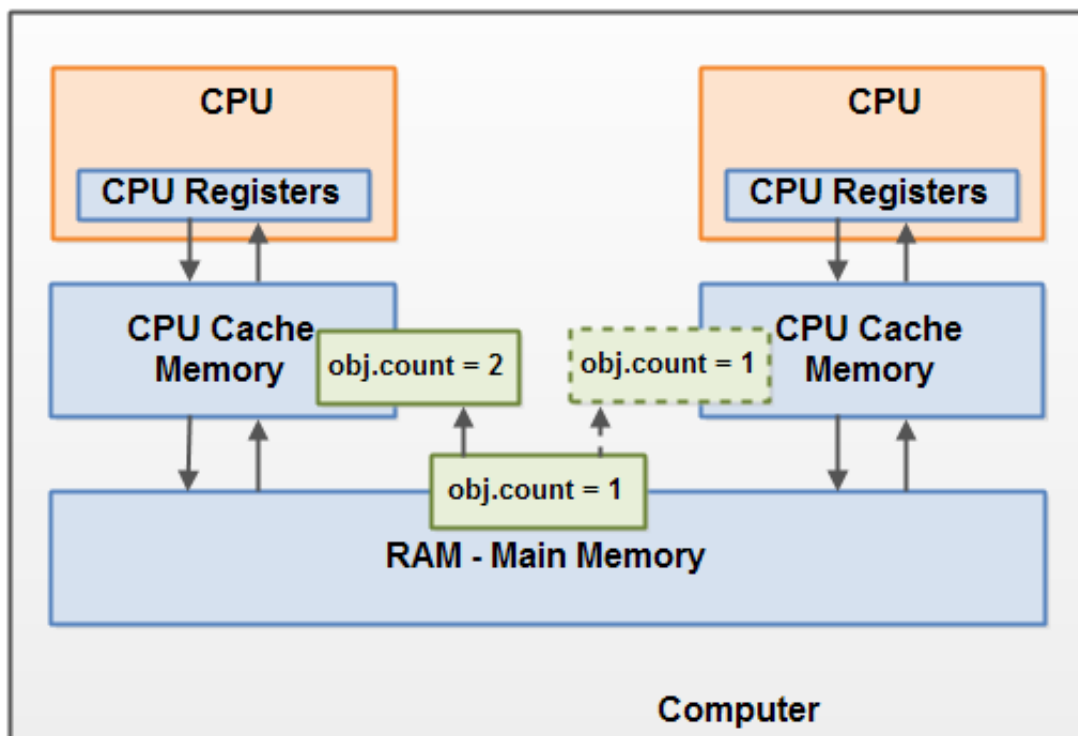 CPU
CPU
CPU Registers
CPU Registers
CPU Cache
Memory
obj.count = 2
obj.count = 1
CPU Cache
Memory
obj.count = 1
RAM - Main Memory
Computer